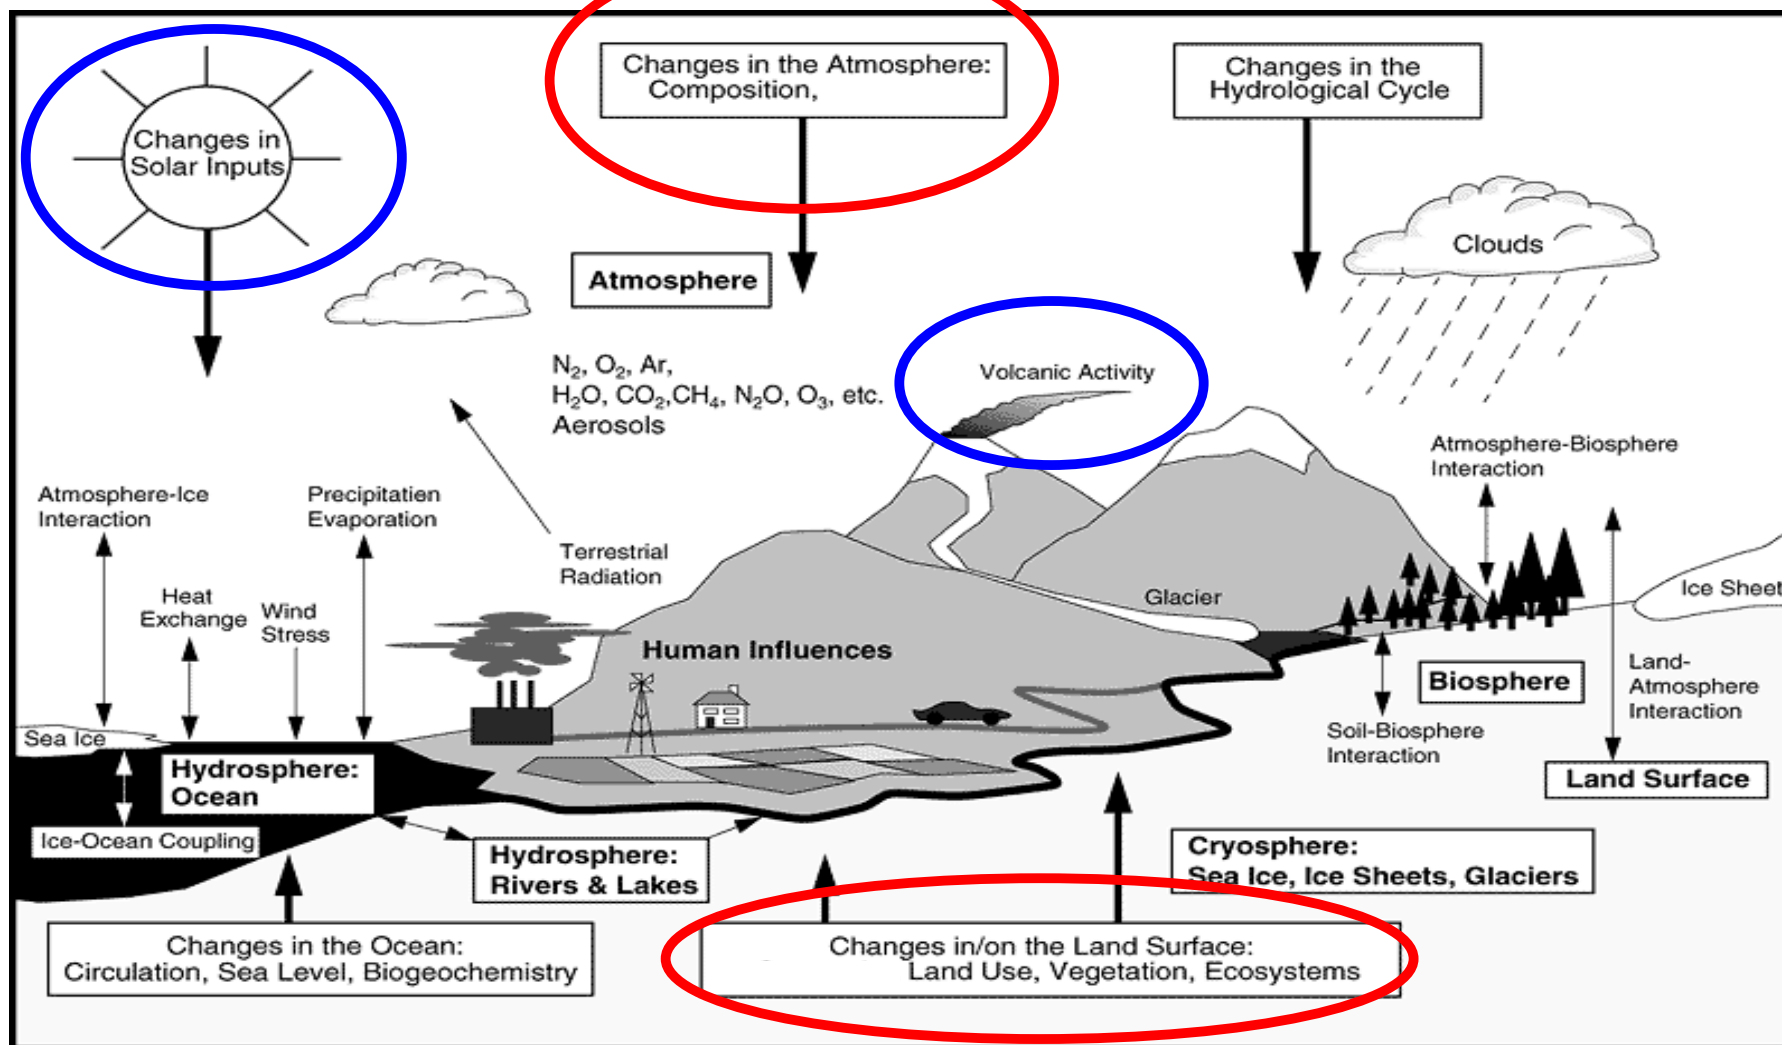 Changes in
Solar Inputs
Changes in the Atmosphere:
Composition,
Changes in the
Hydrological Cycle
Clouds
Atmosphere
N₂, O₂, Ar,
H₂O, CO₂,CH₄, N₂O, O₃, etc.
Aerosols
Volcanic Activity
Atmosphere-Ice
Interaction
Precipitation
Evaporation
Terrestrial
Radiation
Heat
Exchange
Wind
Stress
Atmosphere-Biosphere
Interaction
Glacier
Ice Sheet
Human Influences
Biosphere
Land-
Atmosphere
Interaction
Soil-Biosphere
Interaction
Land Surface
Sea Ice
Hydrosphere:
Ocean
Ice-Ocean Coupling
Hydrosphere:
Rivers & Lakes
Cryosphere:
Sea Ice, Ice Sheets, Glaciers
Changes in the Ocean:
Circulation, Sea Level, Biogeochemistry
Changes in/on the Land Surface:
Land Use, Vegetation, Ecosystems